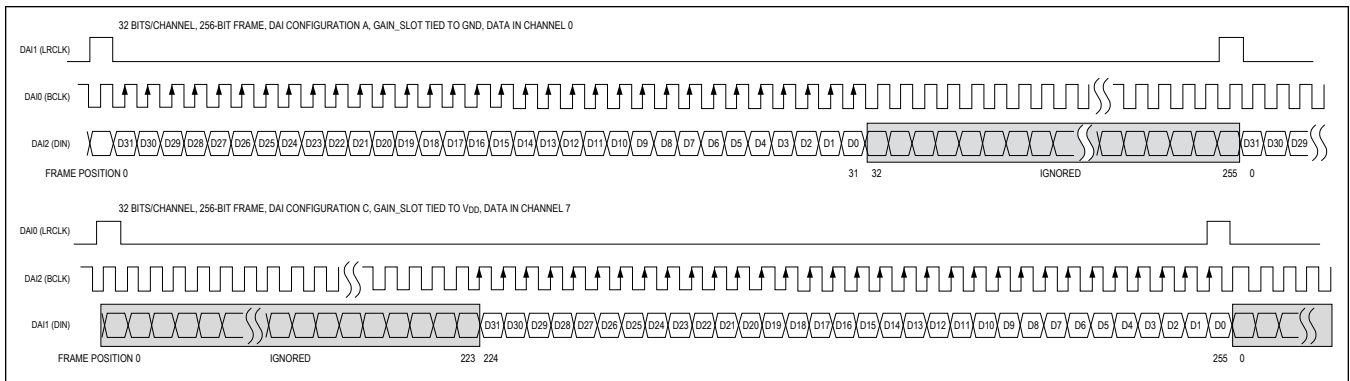 32 BITS/CHANNEL, 256-BIT FRAME, DAI CONFIGURATION A, GAIN_SLOT TIED TO GND, DATA IN CHANNEL 0
DAI1 (LRCLK)
DAI0 (BCLK)
DAI2 (DIN) D31 D30 D29 D28 D27 D26 D25 D24 D23 D22 D21 D20 D19 D18 D17 D16 D15 D14 D13 D12 D11 D10 D9 D8 D7 D6 D5 D4 D3 D2 D1 D0 D31 D30 D29
FRAME POSITION 0 31 32 IGNORED 255 0
32 BITS/CHANNEL, 256-BIT FRAME, DAI CONFIGURATION C, GAIN_SLOT TIED TO VDD, DATA IN CHANNEL 7
DAI0 (LRCLK)
DAI2 (BCLK)
DAI1 (DIN) D31 D30 D29 D28 D27 D26 D25 D24 D23 D22 D21 D20 D19 D18 D17 D16 D15 D14 D13 D12 D11 D10 D9 D8 D7 D6 D5 D4 D3 D2 D1 D0
FRAME POSITION 0 IGNORED 223 224 255 0